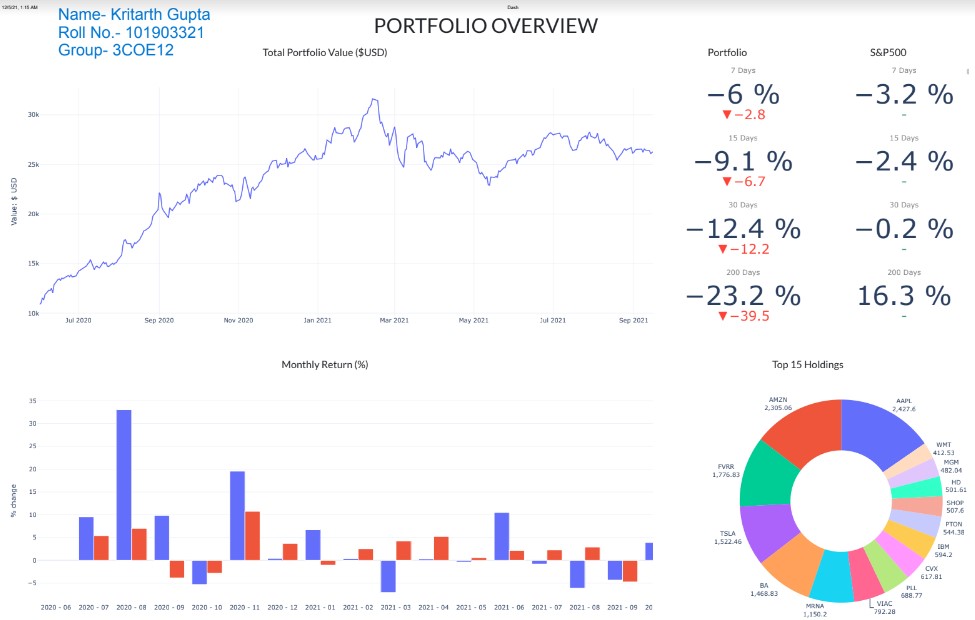 12/5/21, 1:15 AM
Dash
Name- Kritarth Gupta
Roll No.- 101903321
Group- 3COE12
PORTFOLIO OVERVIEW
Total Portfolio Value ($USD)
Value: $ USD
30k
25k
20k
15k
10k
Jul 2020
Sep 2020
Nov 2020
Jan 2021
Mar 2021
May 2021
Jul 2021
Sep 2021
Portfolio
7 Days
−6 %
▼−2.8
15 Days
−9.1 %
▼−6.7
30 Days
−12.4 %
▼−12.2
200 Days
−23.2 %
▼−39.5
S&P500
7 Days
−3.2 %
-
15 Days
−2.4 %
-
30 Days
−0.2 %
-
200 Days
16.3 %
-
Monthly Return (%)
% change
35
30
25
20
15
10
5
0
−5
2020 - 06
2020 - 07
2020 - 08
2020 - 09
2020 - 10
2020 - 11
2020 - 12
2021 - 01
2021 - 02
2021 - 03
2021 - 04
2021 - 05
2021 - 06
2021 - 07
2021 - 08
2021 - 09
20
Top 15 Holdings
AAPL
2,427.6
WMT
412.53
MGM
482.04
HD
501.61
SHOP
507.6
PTON
544.38
IBM
594.2
CVX
617.81
PLL
688.77
VIAC
792.28
MRNA
1,150.2
BA
1,468.83
TSLA
1,522.46
FVRR
1,776.83
AMZN
2,305.06